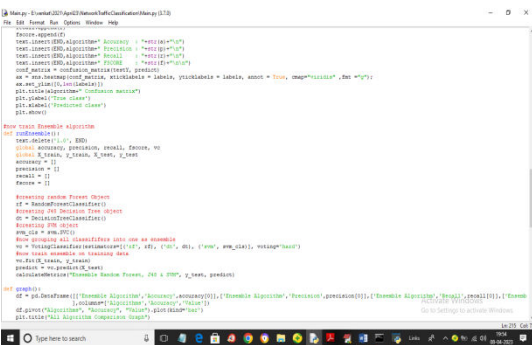 Main.py - E:\venkat\2021\April23\NetworkTrafficClassification\Main.py (3.7.0)
File Edit Format Run Options Window Help
fscore.append(f)
text.insert(END,algorithm+" Accuracy : "+str(a)+"\n")
text.insert(END,algorithm+" Precision : "+str(p)+"\n")
text.insert(END,algorithm+" Recall : "+str(r)+"\n")
text.insert(END,algorithm+" FSCORE : "+str(f)+"\n\n")
conf_matrix = confusion_matrix(testY, predict)
ax = sns.heatmap(conf_matrix, xticklabels = labels, yticklabels = labels, annot = True, cmap="viridis" ,fmt ="g");
ax.set_ylim([0,len(labels)])
plt.title(algorithm+" Confusion matrix")
plt.ylabel('True class')
plt.xlabel('Predicted class')
plt.show()
#now train Ensemble algorithm
def runEnsemble():
text.delete('1.0', END)
global accuracy, precision, recall, fscore, vc
global X_train, y_train, X_test, y_test
accuracy = []
precision = []
recall = []
fscore = []
#creating random Forest Object
rf = RandomForestClassifier()
#creating J48 Decision Tree object
dt = DecisionTreeClassifier()
#creating SVM object
svm_cls = svm.SVC()
#now grouping all classifiers into one as ensemble
vc = VotingClassifier(estimators=[('rf', rf), ('dt', dt), ('svm', svm_cls)], voting='hard')
#now train ensemble on training data
vc.fit(X_train, y_train)
predict = vc.predict(X_test)
calculateMetrics("Ensemble Random Forest, J48 & SVM", y_test, predict)
def graph():
df = pd.DataFrame([['Ensemble Algorithms','Accuracy',accuracy[0]],['Ensemble Algorithms','Precision',precision[0]],['Ensemble Algorithms','Recall',recall[0]],['Ensemb
],columns=['Algorithms','Accuracy','Value'])
df.pivot("Algorithms", "Accuracy", "Value").plot(kind='bar')
plt.title("All Algorithm Comparison Graph")
Activate Windows
Go to Settings to activate Windows.
Ln: 215 Col:
Type here to search
19:54